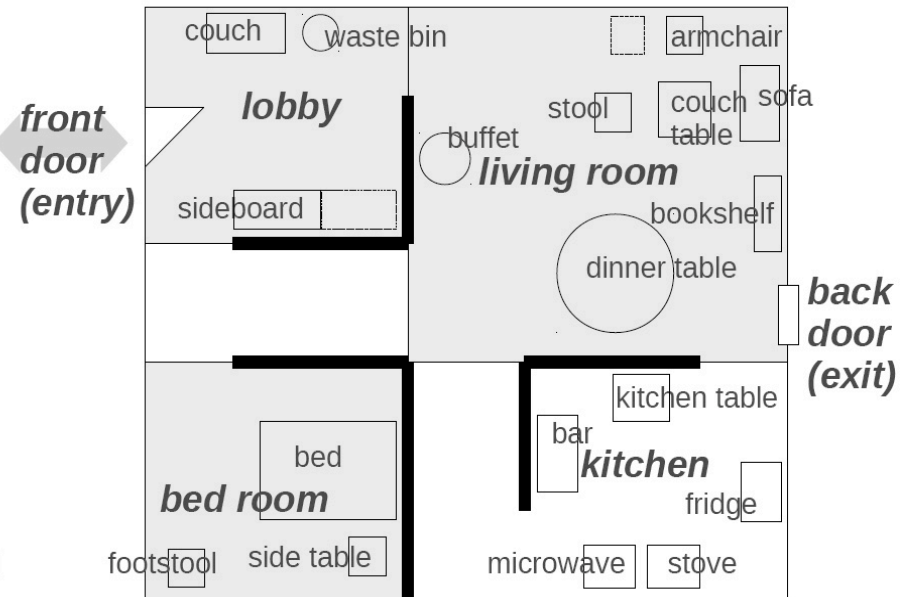 couch
waste bin
armchair
lobby
stool
couch
table
sofa
front
door
(entry)
buffet
living room
sideboard
bookshelf
dinner table
back
door
(exit)
kitchen table
bar
kitchen
bed
bed room
fridge
footstool
side table
microwave
stove